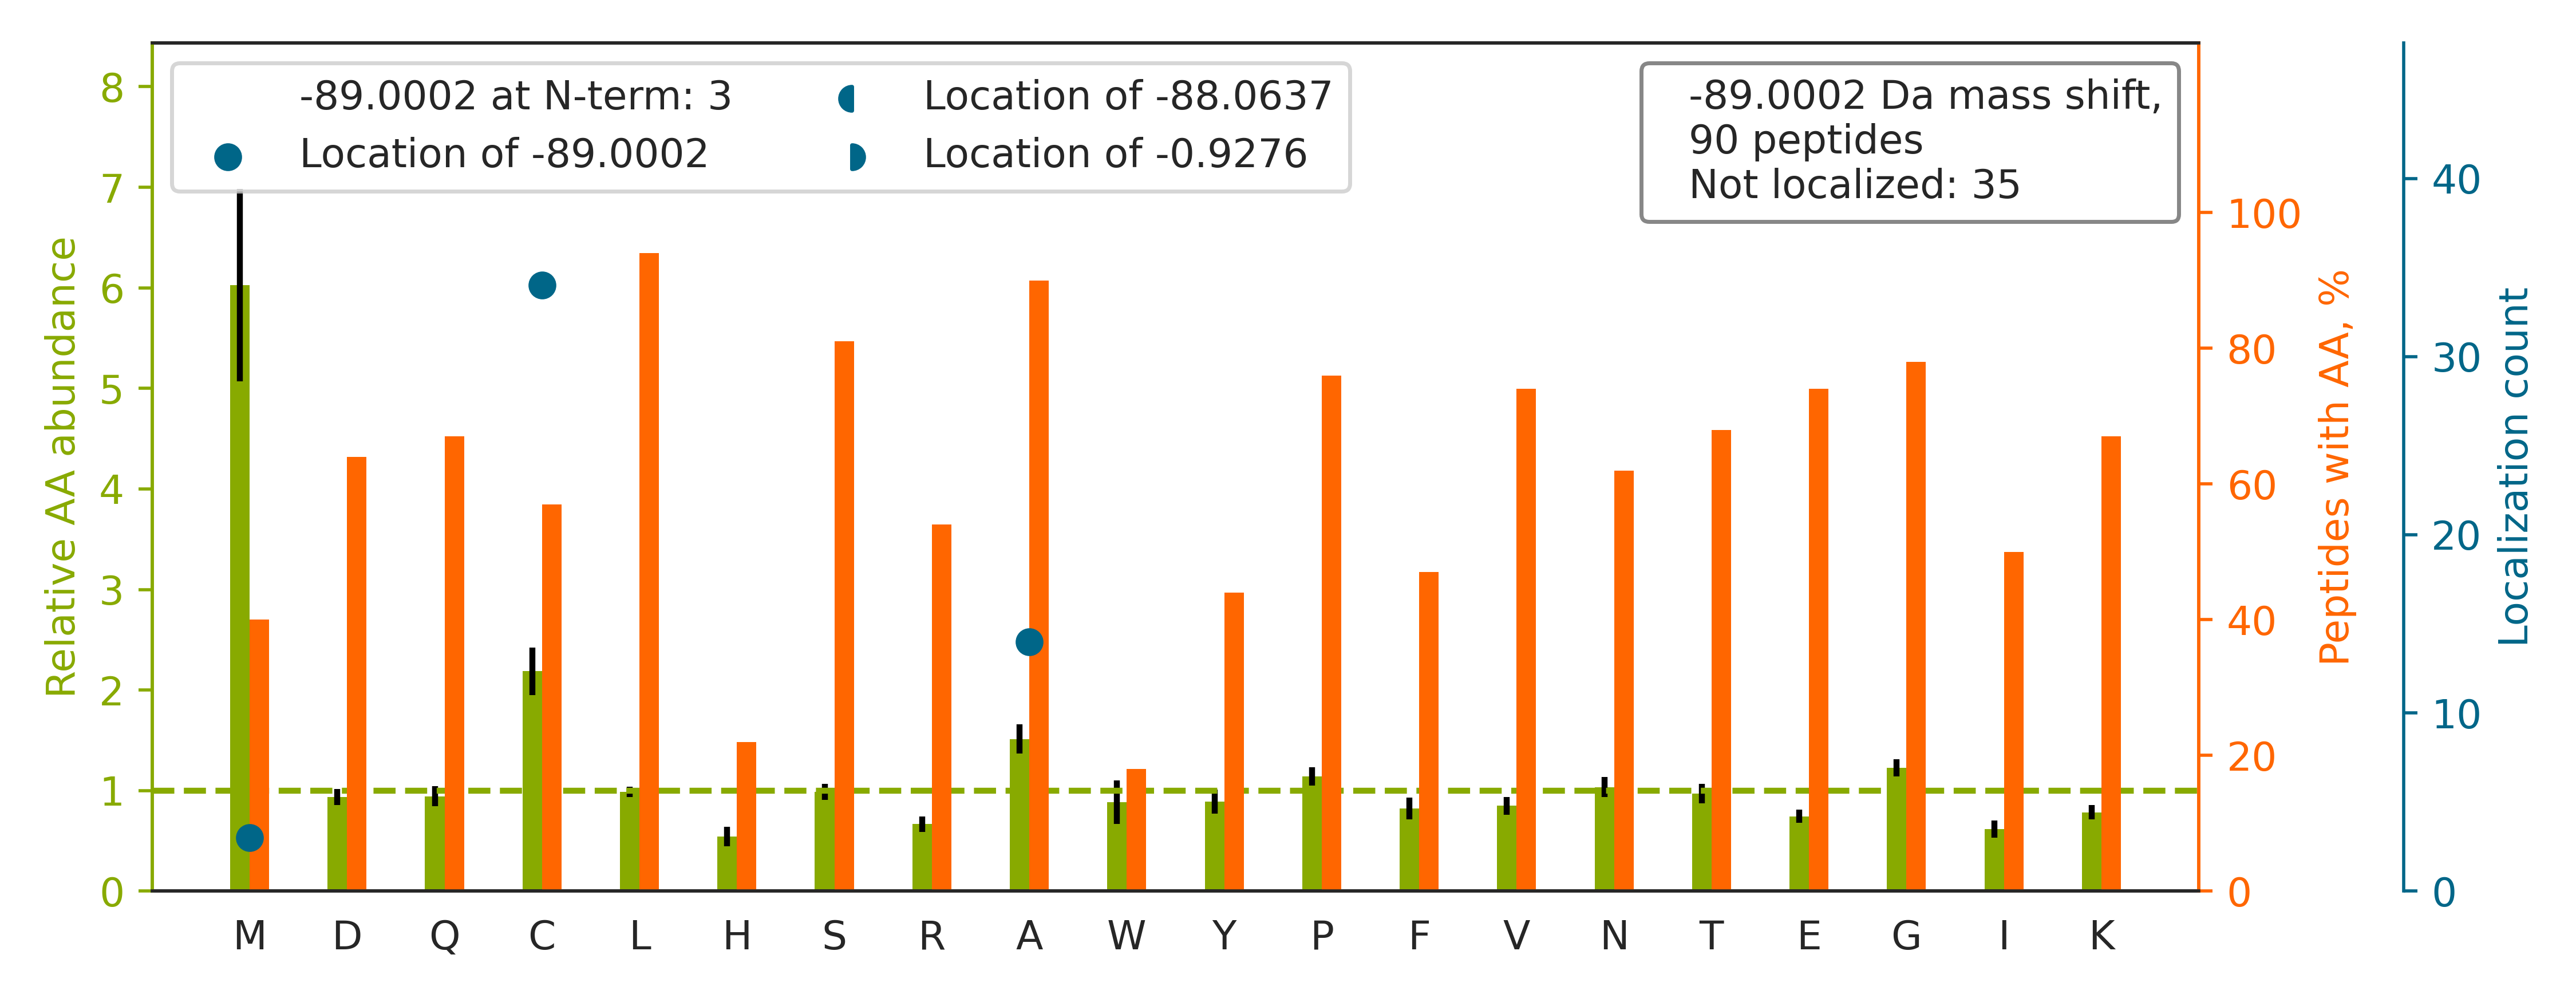 -89.0002 at N-term: 3
Location of -89.0002
Location of -88.0637
Location of -0.9276
-89.0002 Da mass shift,
90 peptides
Not localized: 35
Relative AA abundance
8
7
6
5
4
3
2
1
0
Peptides with AA, %
100
80
60
40
20
0
Localization count
40
30
20
10
0
M D Q C L H S R A W Y P F V N T E G I K